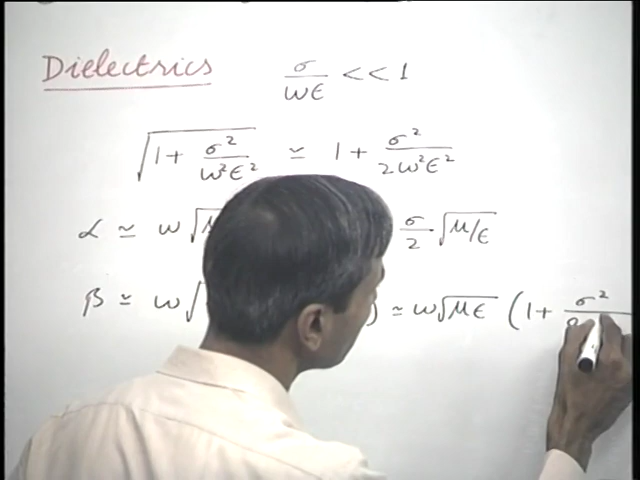 Dielectrics σ/ωϵ << 1
√(1 + σ²/ω²ϵ²) ≃ 1 + σ²/2ω²ϵ²
α ≃ ω√μ σ/2 √(μ/ϵ)
β ≃ ω√ ) ≃ ω√(μϵ) (1 + σ²/